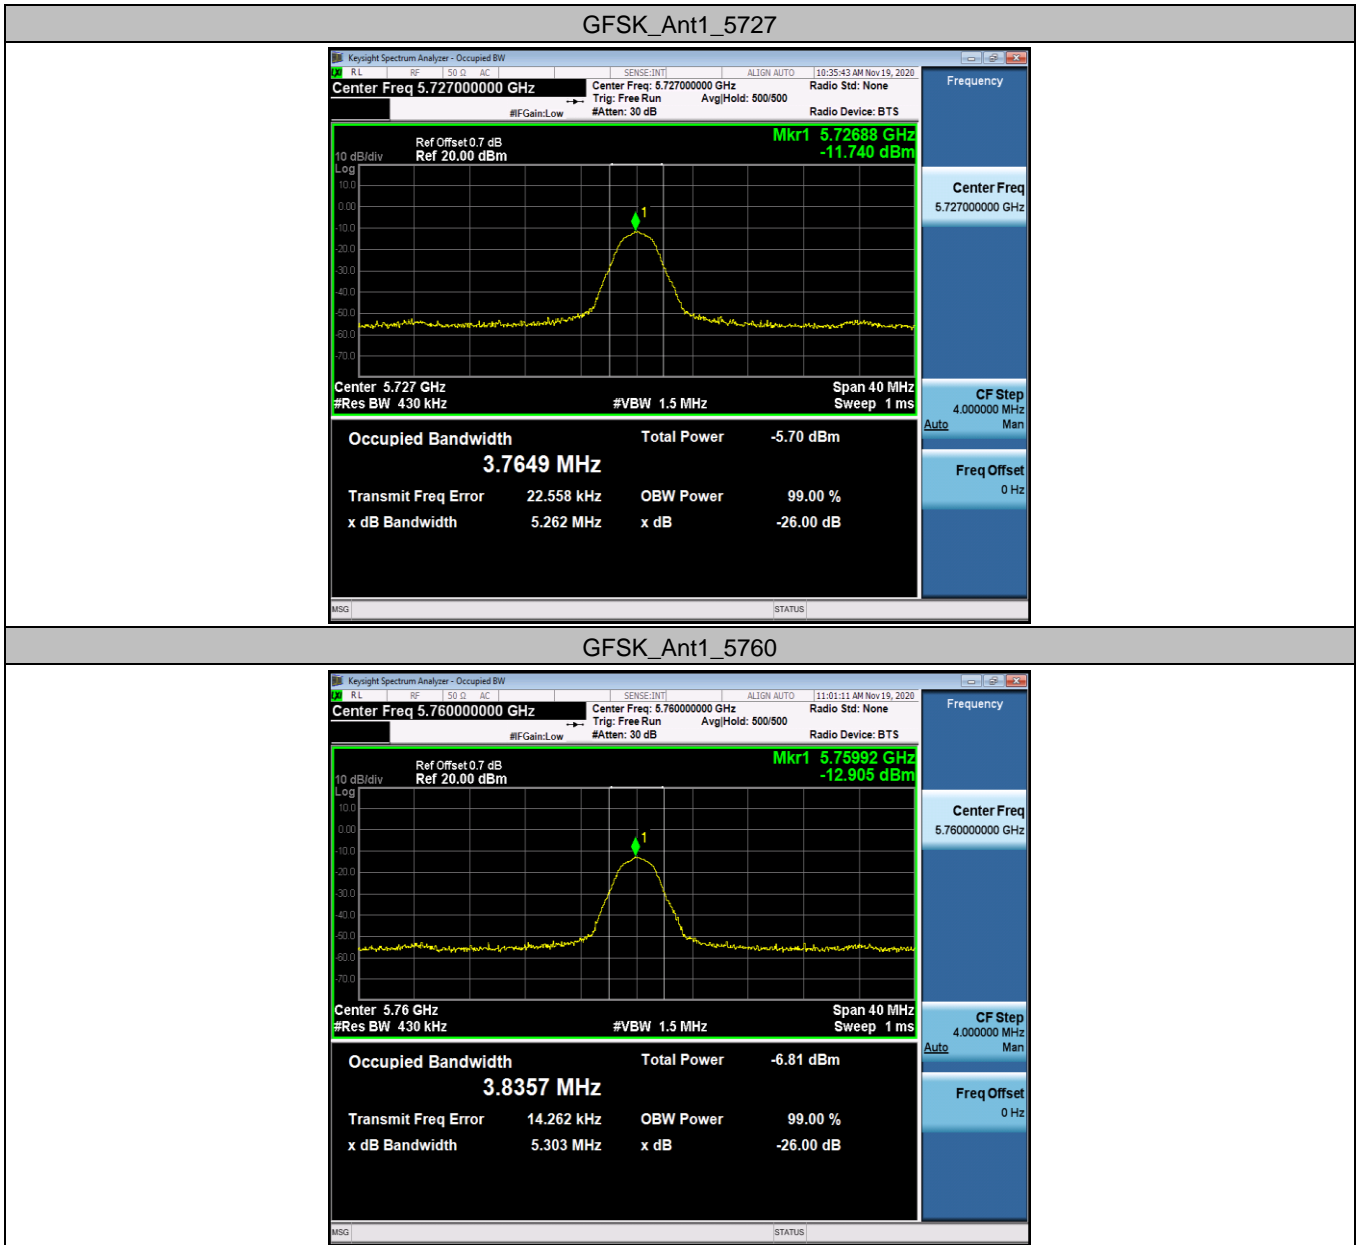 GFSK_Ant1_5727
Keysight Spectrum Analyzer - Occupied BW
LXI RL RF 50 Ω AC SENSE:INT ALIGN AUTO 10:35:43 AM Nov 19, 2020
Center Freq 5.727000000 GHz
Center Freq: 5.727000000 GHz Radio Std: None
Trig: Free Run Avg|Hold: 500/500
#IFGain:Low #Atten: 30 dB Radio Device: BTS
Frequency
Mkr1 5.72688 GHz
-11.740 dBm
Ref Offset 0.7 dB
10 dB/div Ref 20.00 dBm
Log
10.0
0.00
-10.0
-20.0
-30.0
-40.0
-50.0
-60.0
-70.0
1
Center 5.727 GHz Span 40 MHz
#Res BW 430 kHz #VBW 1.5 MHz Sweep 1 ms
Center Freq
5.727000000 GHz
CF Step
4.000000 MHz
Auto Man
Freq Offset
0 Hz
Occupied Bandwidth Total Power -5.70 dBm
3.7649 MHz
Transmit Freq Error 22.558 kHz OBW Power 99.00 %
x dB Bandwidth 5.262 MHz x dB -26.00 dB
MSG STATUS
GFSK_Ant1_5760
Keysight Spectrum Analyzer - Occupied BW
LXI RL RF 50 Ω AC SENSE:INT ALIGN AUTO 11:01:11 AM Nov 19, 2020
Center Freq 5.760000000 GHz
Center Freq: 5.760000000 GHz Radio Std: None
Trig: Free Run Avg|Hold: 500/500
#IFGain:Low #Atten: 30 dB Radio Device: BTS
Frequency
Mkr1 5.75992 GHz
-12.905 dBm
Ref Offset 0.7 dB
10 dB/div Ref 20.00 dBm
Log
10.0
0.00
-10.0
-20.0
-30.0
-40.0
-50.0
-60.0
-70.0
1
Center 5.76 GHz Span 40 MHz
#Res BW 430 kHz #VBW 1.5 MHz Sweep 1 ms
Center Freq
5.760000000 GHz
CF Step
4.000000 MHz
Auto Man
Freq Offset
0 Hz
Occupied Bandwidth Total Power -6.81 dBm
3.8357 MHz
Transmit Freq Error 14.262 kHz OBW Power 99.00 %
x dB Bandwidth 5.303 MHz x dB -26.00 dB
MSG STATUS